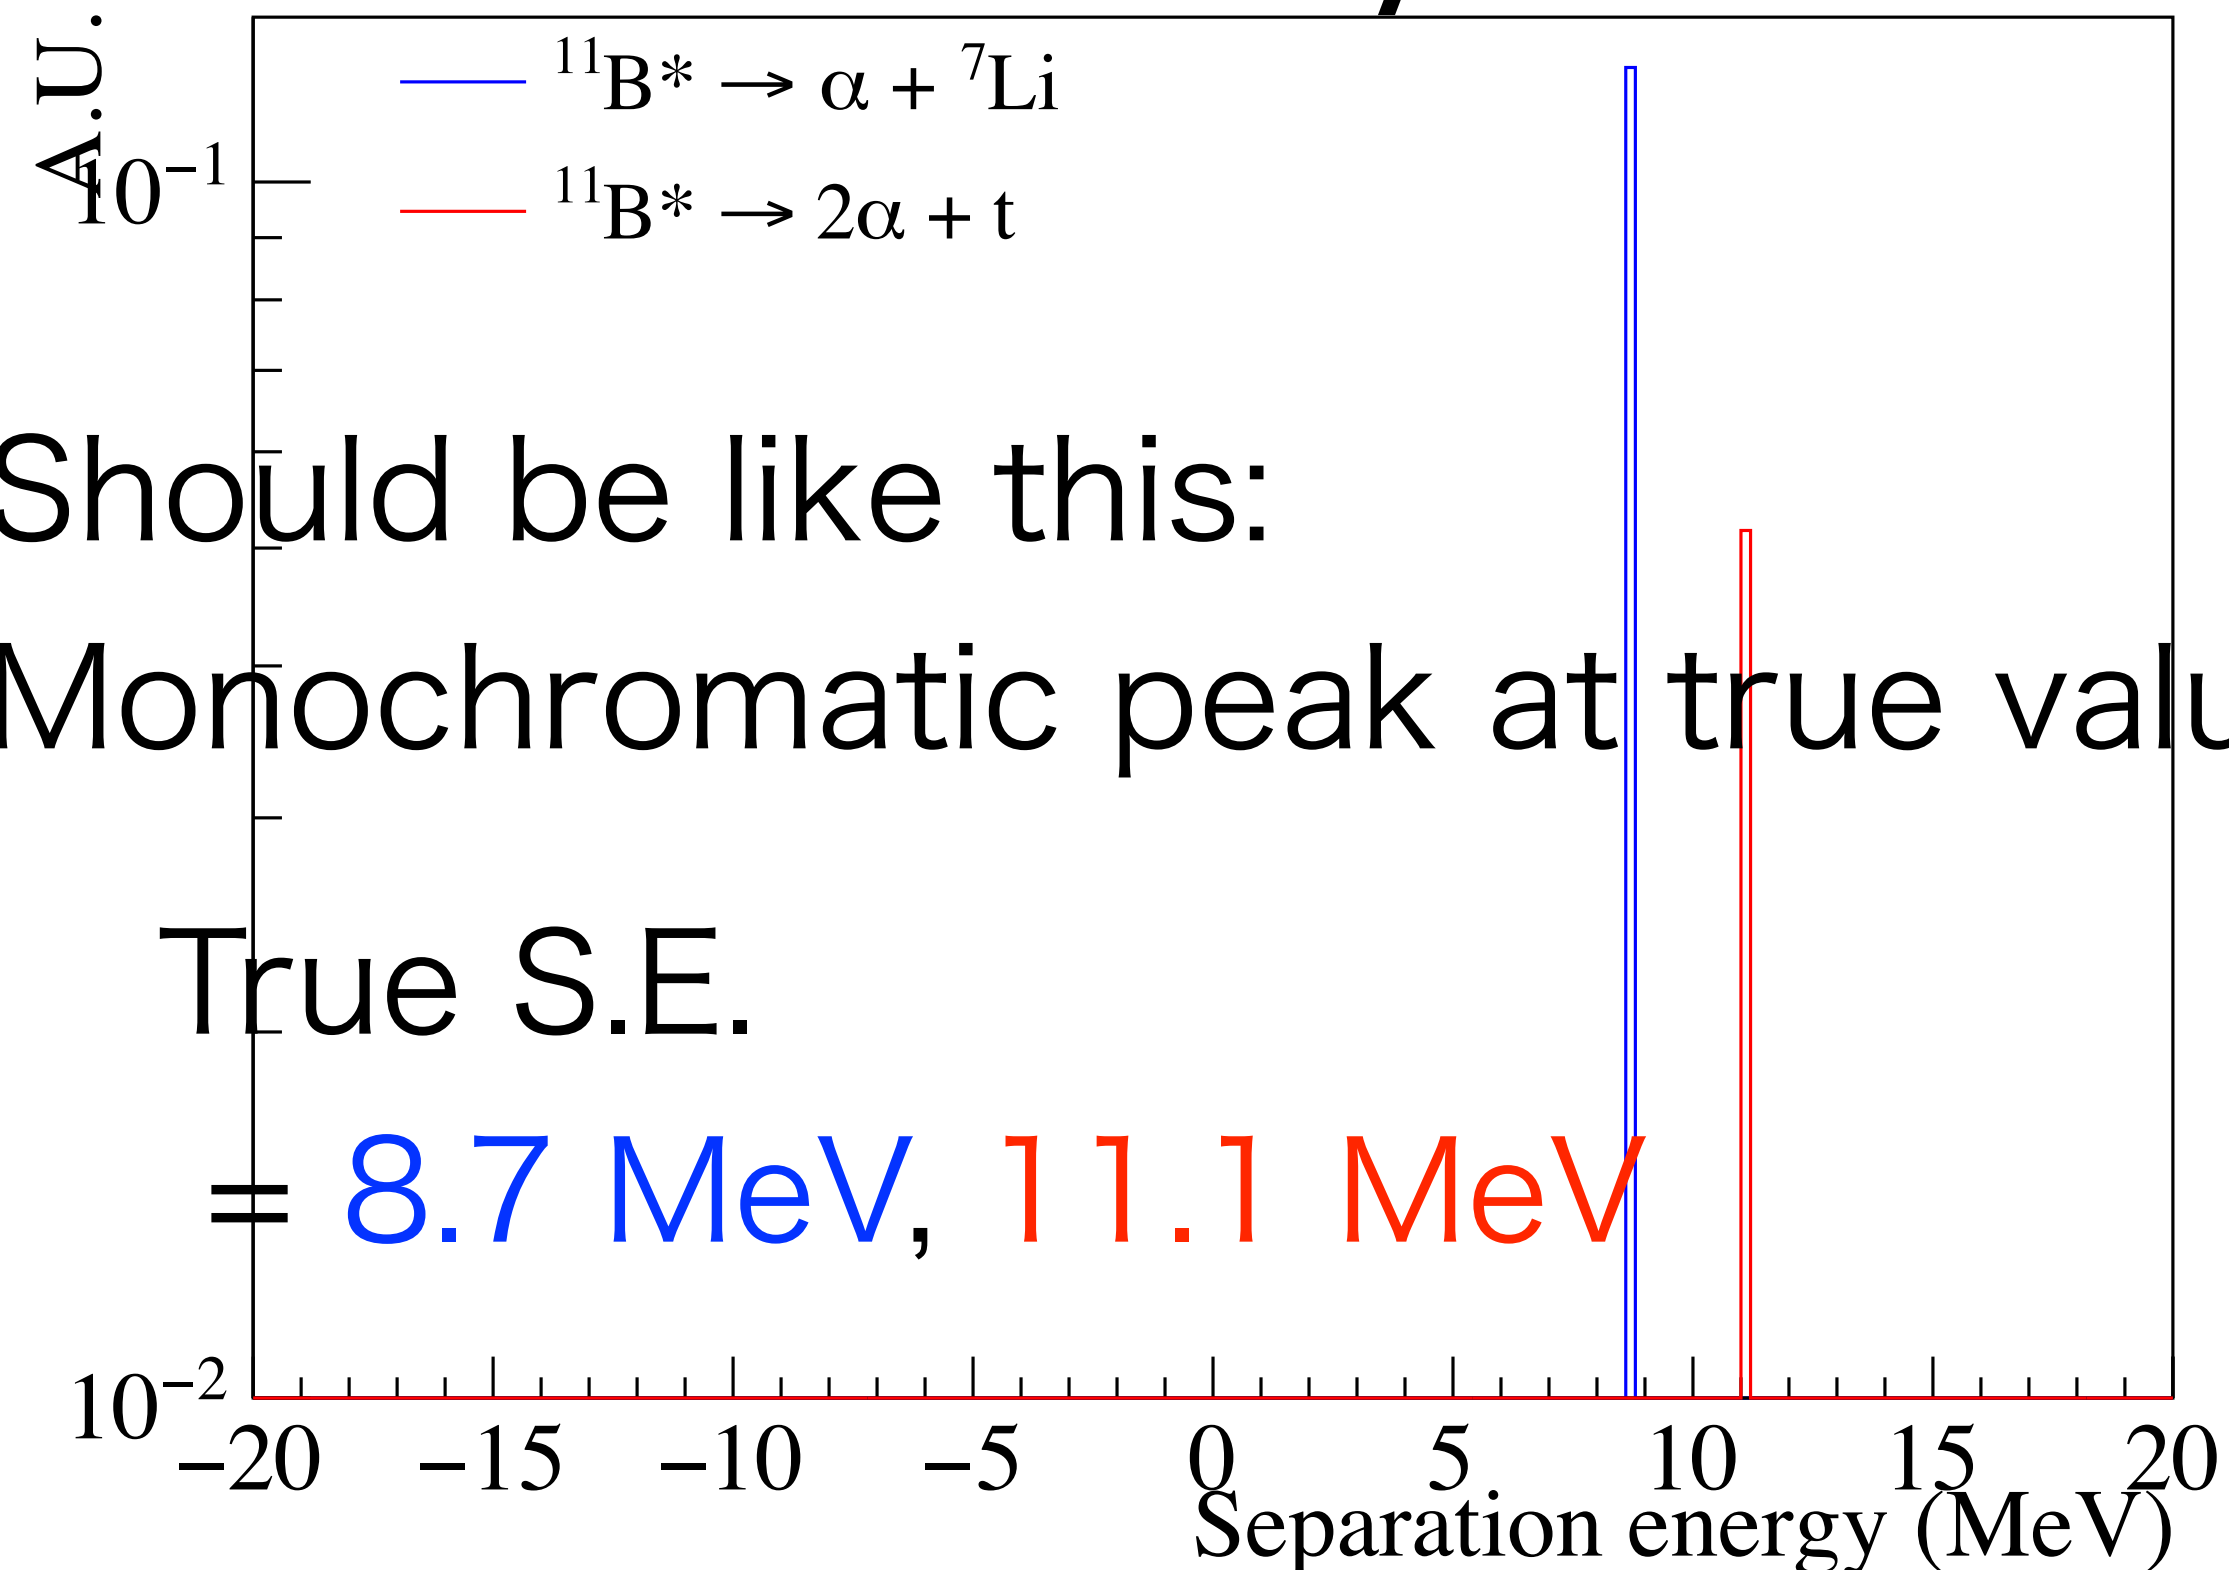 A.U.
¹¹B* → α + ⁷Li
¹¹B* → 2α + t
10⁻¹
Should be like this:
Monochromatic peak at true
True S.E.
= 8.7 MeV, 11.1 MeV
10⁻²
−20 −15 −10 −5 0 5 10 15 20
Separation energy (MeV)